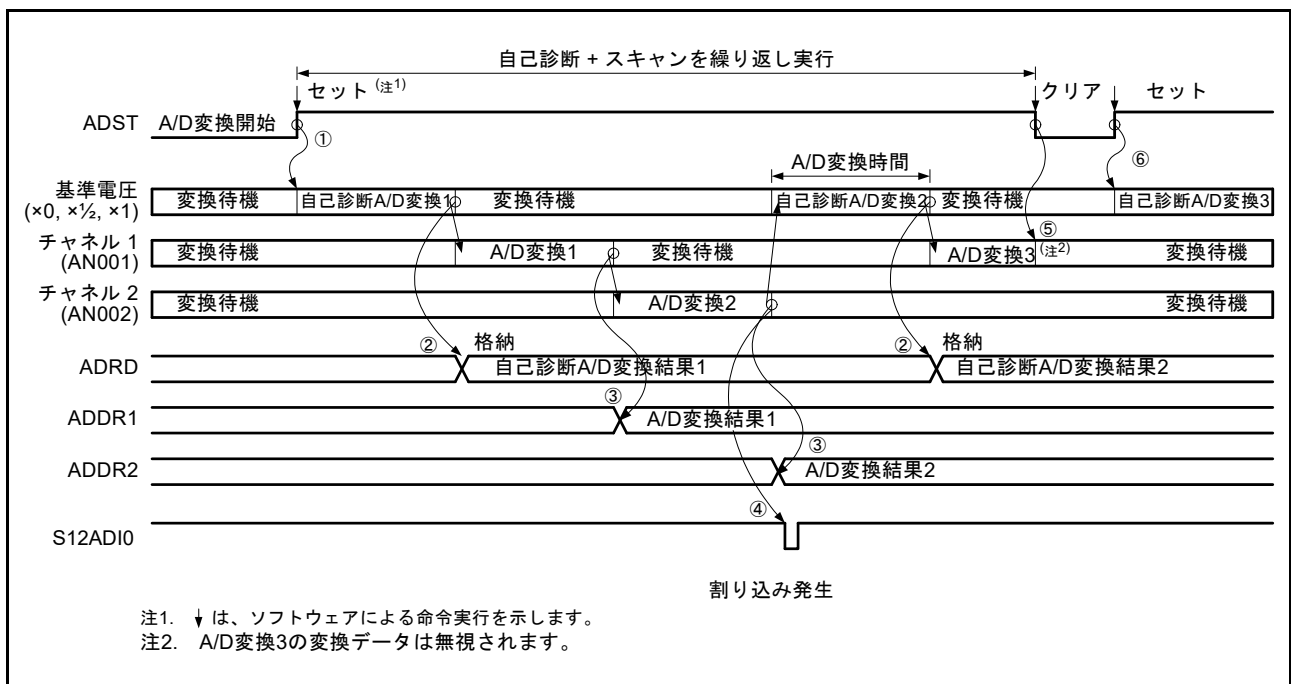 自己診断 + スキャンを繰り返し実行
セット (注1) クリア セット
ADST A/D変換開始
① ⑥
A/D変換時間
基準電圧
(×0, ×½, ×1)
変換待機 自己診断A/D変換1 変換待機 自己診断A/D変換2 変換待機 自己診断A/D変換3
⑤
チャネル 1
(AN001)
変換待機 A/D変換1 変換待機 A/D変換3 (注2) 変換待機
チャネル 2
(AN002)
変換待機 A/D変換2 変換待機
② 格納 ② 格納
ADRD 自己診断A/D変換結果1 自己診断A/D変換結果2
③
ADDR1 A/D変換結果1
③
ADDR2 A/D変換結果2
④
S12ADI0
割り込み発生
注1. ↓ は、ソフトウェアによる命令実行を示します。
注2. A/D変換3の変換データは無視されます。